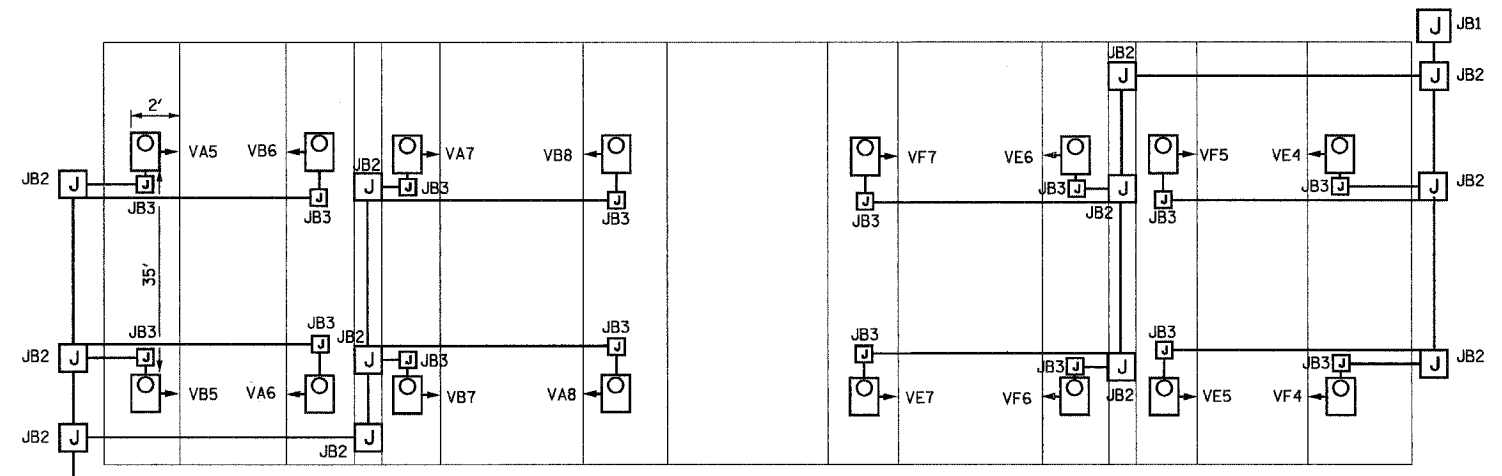 J JB1
JB2
J J JB2
2'
VA5 VB6 VA7 VB8 VF7 VE6 VF5 VE4
JB2 J J JB2 J J JB3 JB3 J J JB3 J J JB2
JB3 J JB3 J JB3 J JB3 JB2 J JB3
35'
JB3 JB3 JB2 JB3 JB3 JB3
JB2 J J J J J JB3 J J JB3 J J JB3 J J JB2
VB5 VA6 VB7 VA8 VE7 VF6 JB2 VE5 VF4
JB2 J JB2 J